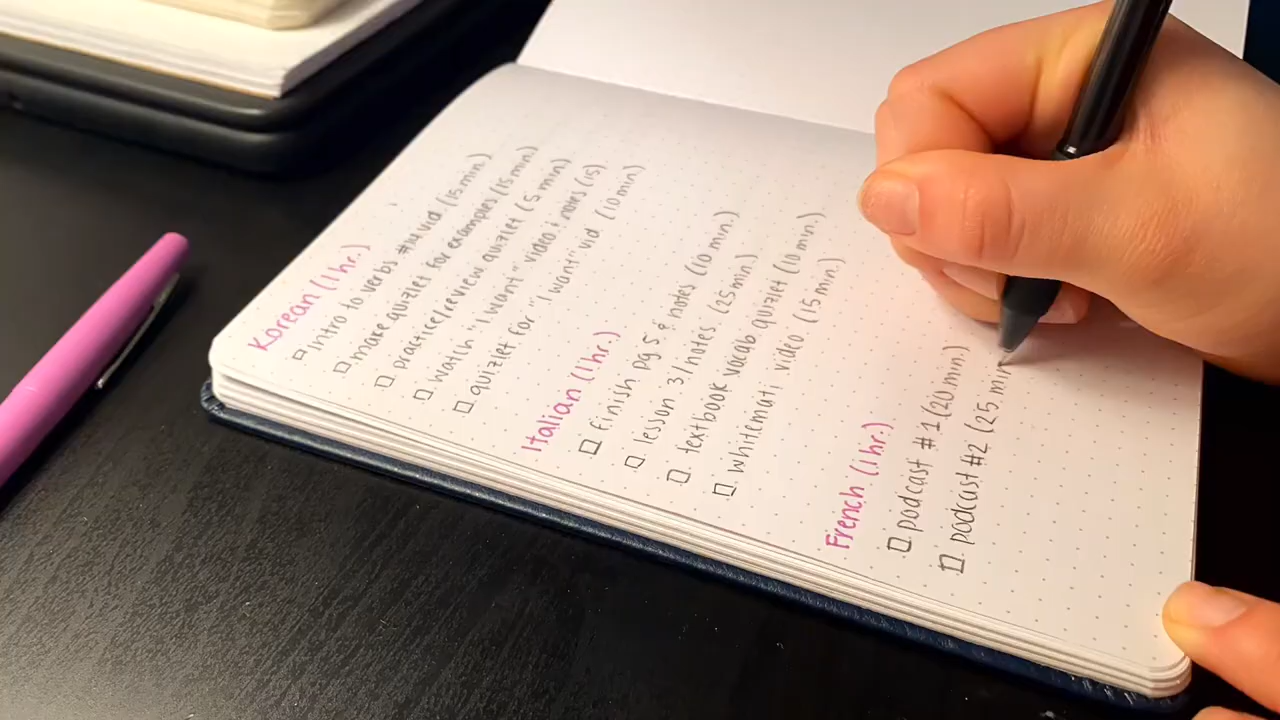 Korean (1 hr.)
intro to verbs #14 vid (15 min.)
make quizlet for examples (15 min.)
practice/review quizlet (5 min)
watch "I want" video & notes (15)
quizlet for "I want" vid (10 min)
Italian (1 hr.)
finish pg 5 & notes (10 min.)
lesson 3/notes (25 min.)
textbook vocab quizlet (10 min.)
whitemati video (15 min.)
French (1 hr.)
podcast #1 (20 min.)
podcast #2 (25 min